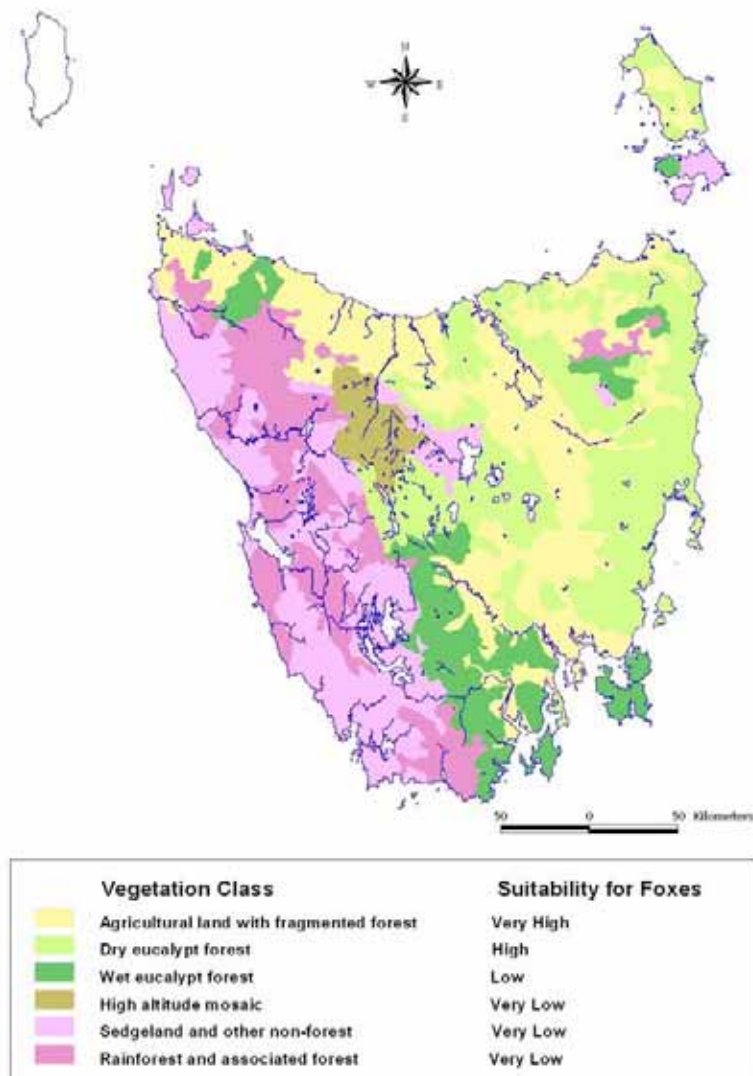 N
W E
S
50 0 50 Kilometers
Vegetation Class Suitability for Foxes
Agricultural land with fragmented forest Very High
Dry eucalypt forest High
Wet eucalypt forest Low
High altitude mosaic Very Low
Sedgeland and other non-forest Very Low
Rainforest and associated forest Very Low